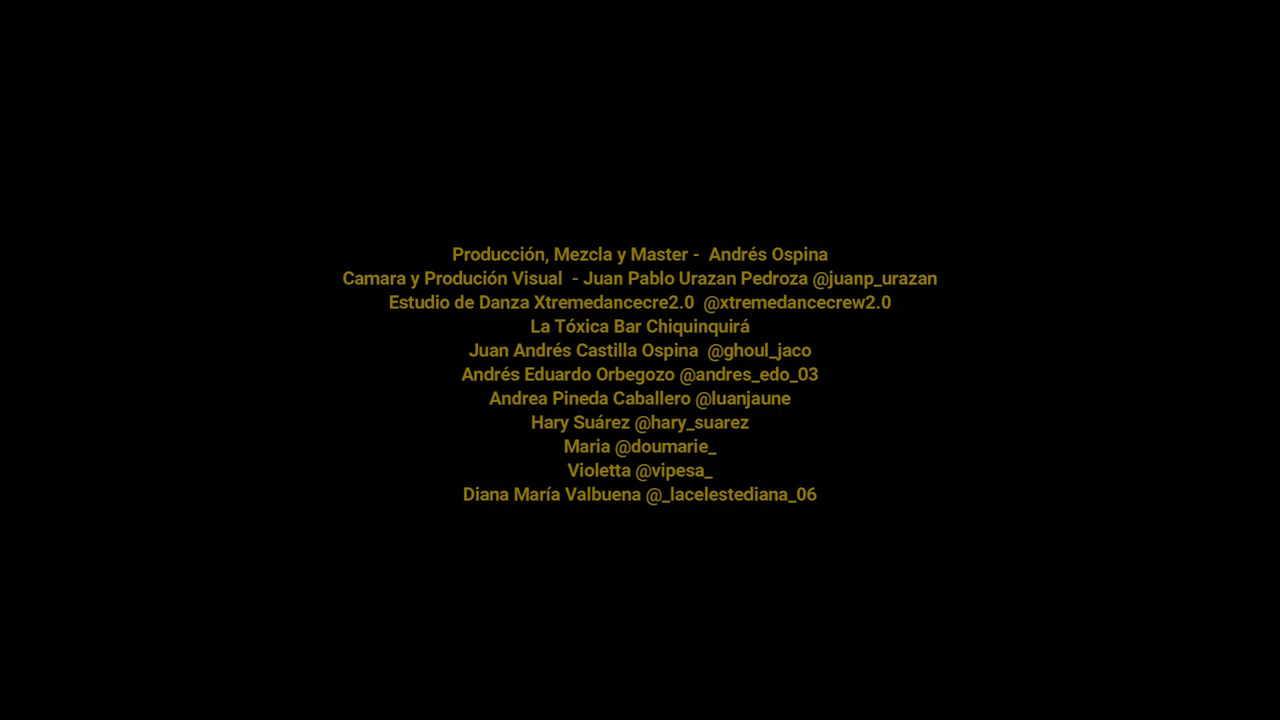 Producción, Mezcla y Master -  Andrés Ospina
Camara y Produción Visual  - Juan Pablo Urazan Pedroza @juanp_urazan
Estudio de Danza Xtremedancecre2.0  @xtremedancecrew2.0
La Tóxica Bar Chiquinquirá
Juan Andrés Castilla Ospina  @ghoul_jaco
Andrés Eduardo Orbegozo @andres_edo_03
Andrea Pineda Caballero @luanjaune
Hary Suárez @hary_suarez
Maria @doumarie_
Violetta @vipesa_
Diana María Valbuena @_lacelestediana_06